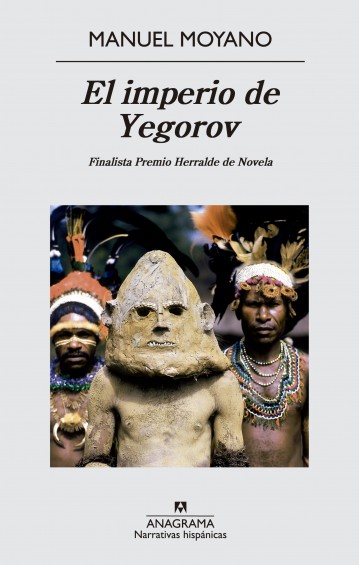 MANUEL MOYANO
El imperio de
Yegorov
Finalista Premio Herralde de Novela
ANAGRAMA
Narrativas hispánicas